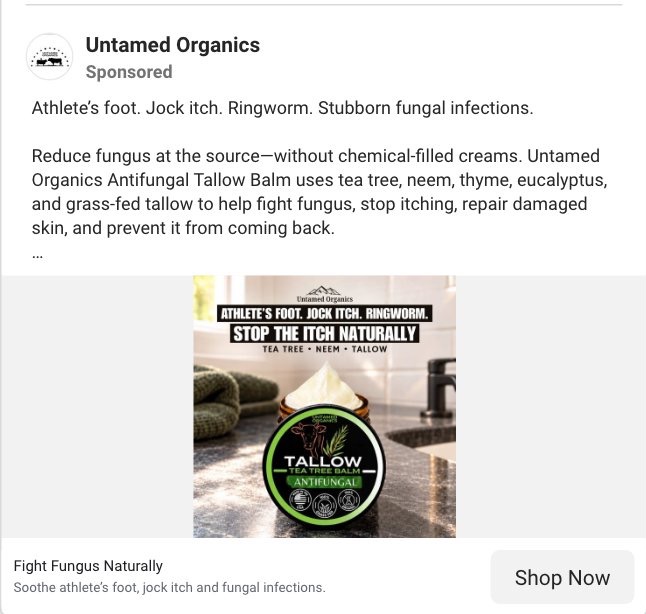 Untamed Organics
Sponsored
Athlete’s foot. Jock itch. Ringworm. Stubborn fungal infections.
Reduce fungus at the source—without chemical-filled creams. Untamed
Organics Antifungal Tallow Balm uses tea tree, neem, thyme, eucalyptus,
and grass-fed tallow to help fight fungus, stop itching, repair damaged
skin, and prevent it from coming back.
...
Untamed Organics
ATHLETE'S FOOT. JOCK ITCH. RINGWORM.
STOP THE ITCH NATURALLY
TEA TREE • NEEM • TALLOW
UNTAMED
ORGANICS
TALLOW
TEA TREE BALM
ANTIFUNGAL
Fight Fungus Naturally
Soothe athlete’s foot, jock itch and fungal infections.
Shop Now